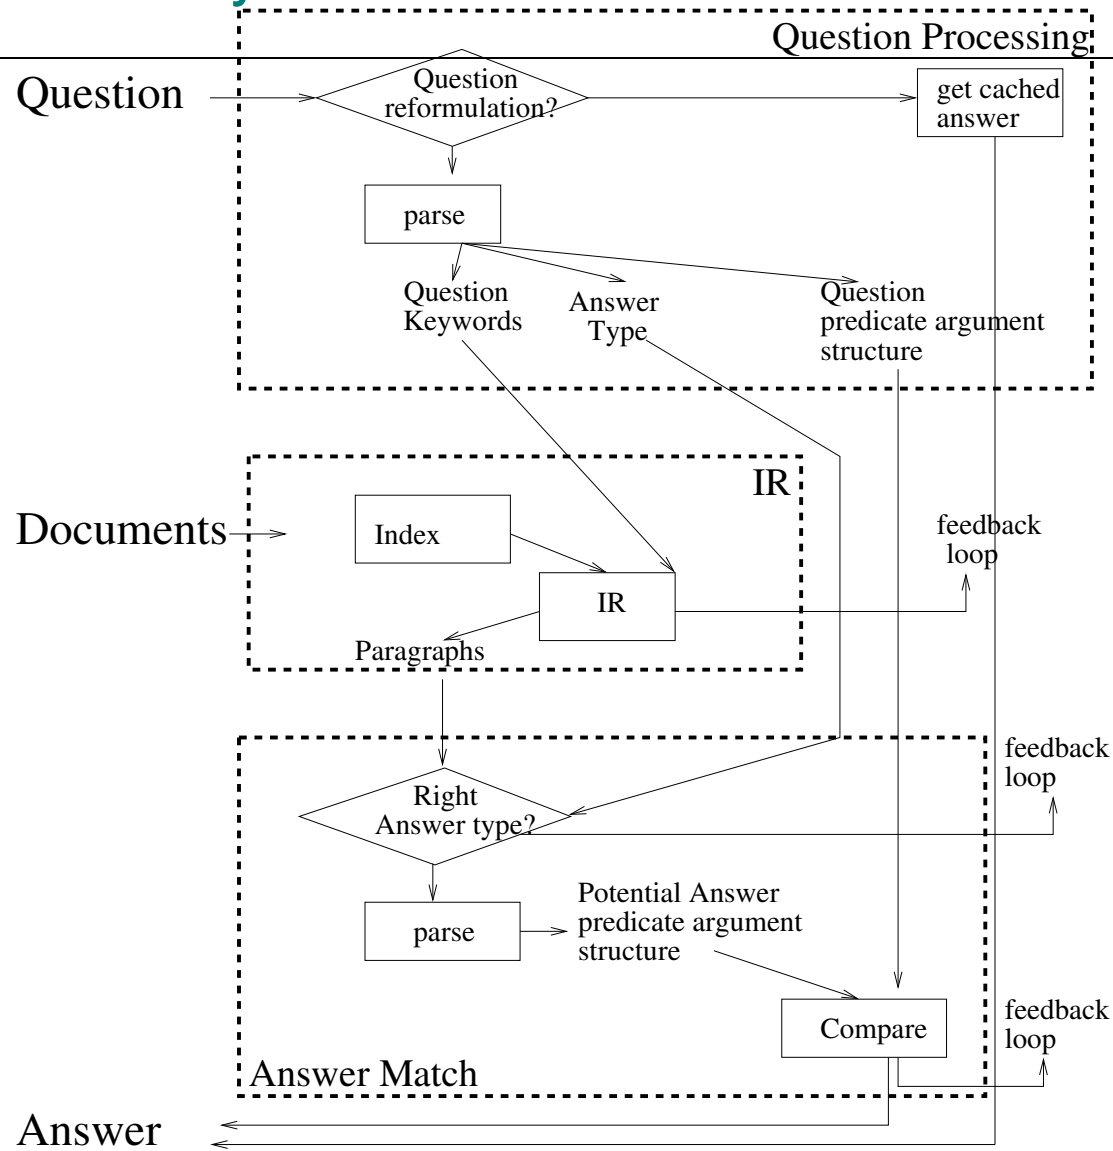 Question Processing
Question
Question
reformulation?
get cached
answer
parse
Question
Keywords
Answer
Type
Question
predicate argument
structure
IR
Documents
Index
feedback
loop
IR
Paragraphs
feedback
loop
Right
Answer type?
Potential Answer
predicate argument
structure
parse
Compare
feedback
loop
Answer Match
Answer